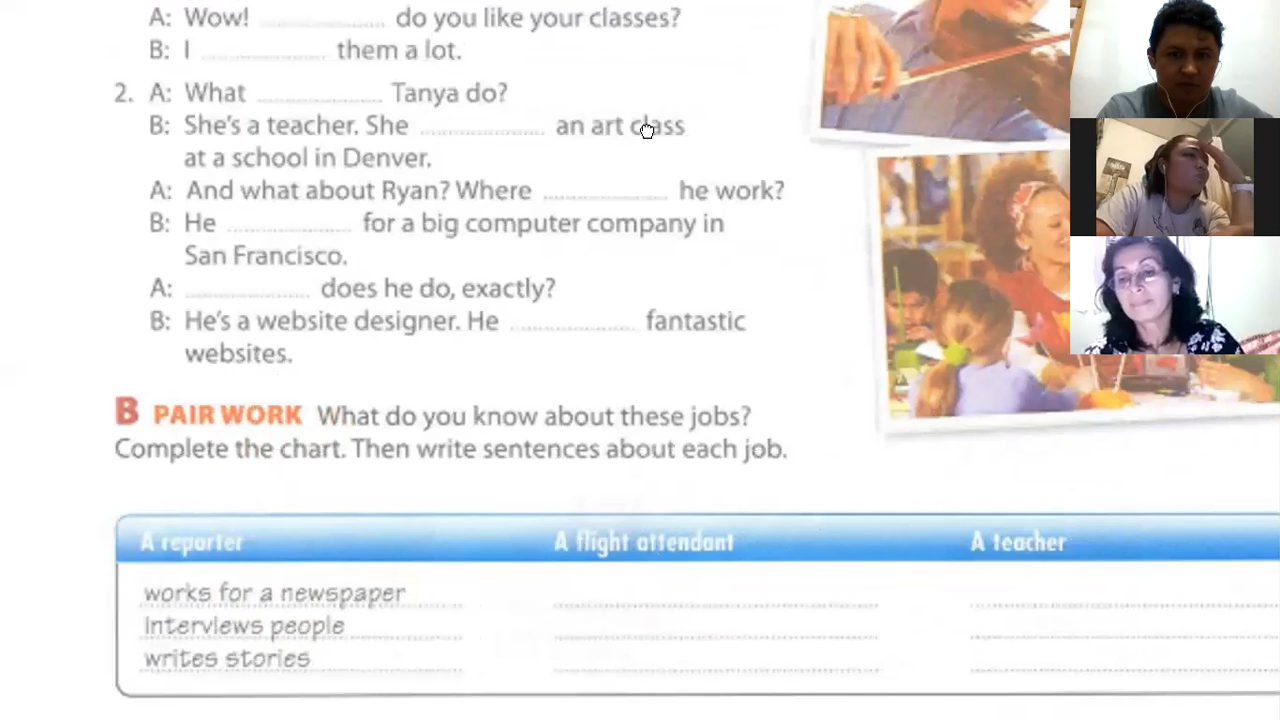 A: Wow! ............ do you like your classes?
B: I ............ them a lot.
2. A: What ............ Tanya do?
B: She's a teacher. She ............ an art class
at a school in Denver.
A: And what about Ryan? Where ............ he work?
B: He ............ for a big computer company in
San Francisco.
A: ............ does he do, exactly?
B: He's a website designer. He ............ fantastic
websites.
B PAIR WORK What do you know about these jobs?
Complete the chart. Then write sentences about each job.
A reporter A flight attendant A teacher
works for a newspaper
interviews people
writes stories